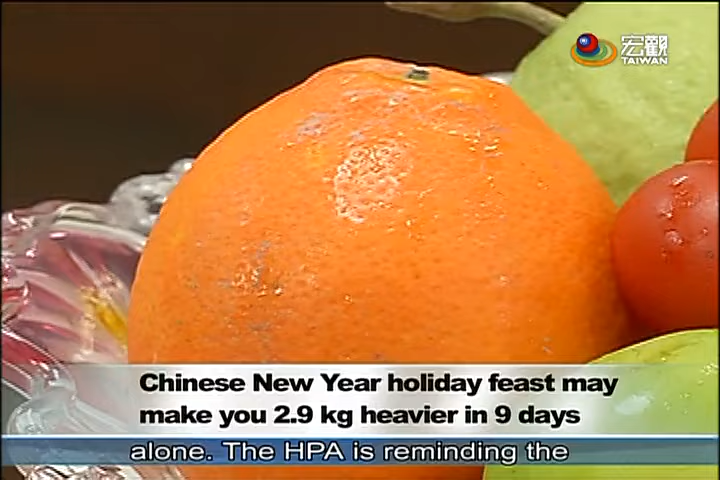 宏觀
TAIWAN
Chinese New Year holiday feast may
make you 2.9 kg heavier in 9 days
alone. The HPA is reminding the